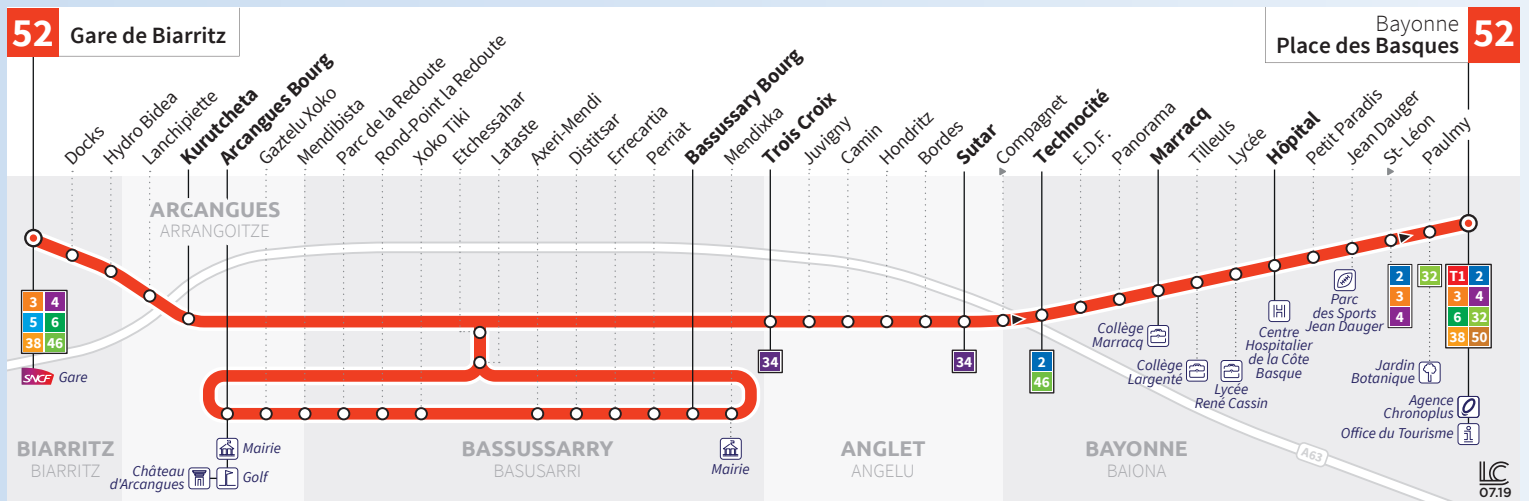 52 Gare de Biarritz
Bayonne
Place des Basques 52
Docks
Hydro Bidea
Lanchipiette
Kurutcheta
Arcangues Bourg
Gaztelu Xoko
Mendibista
Parc de la Redoute
Rond-Point la Redoute
Xoko Tiki
Etchessahar
Lataste
Axeri-Mendi
Distitsar
Errecartia
Perriat
Bassussary Bourg
Mendixka
Trois Croix
Juvigny
Camin
Hondritz
Bordes
Sutar
Compagnet
Technocité
E.D.F.
Panorama
Marracq
Tilleuls
Lycée
Hôpital
Petit Paradis
Jean Dauger
St- Léon
Paulmy
ARCANGUES
ARRANGOITZE
3 4
5 6
38 46
SNCF Gare
34
34
2
46
Collège
Marracq
Collège
Largenté
Lycée
René Cassin
H
Centre
Hospitalier
de la Côte
Basque
Parc
des Sports
Jean Dauger
2
3
4
32
T1 2
3 4
6 32
38 50
Jardin
Botanique
Agence
Chronoplus
Office du Tourisme
Mairie
Château
d'Arcangues
Golf
Mairie
BIARRITZ
BIARRITZ
BASSUSSARRY
BASUSARRI
ANGLET
ANGELU
BAYONNE
BAIONA
A63
LC
07.19